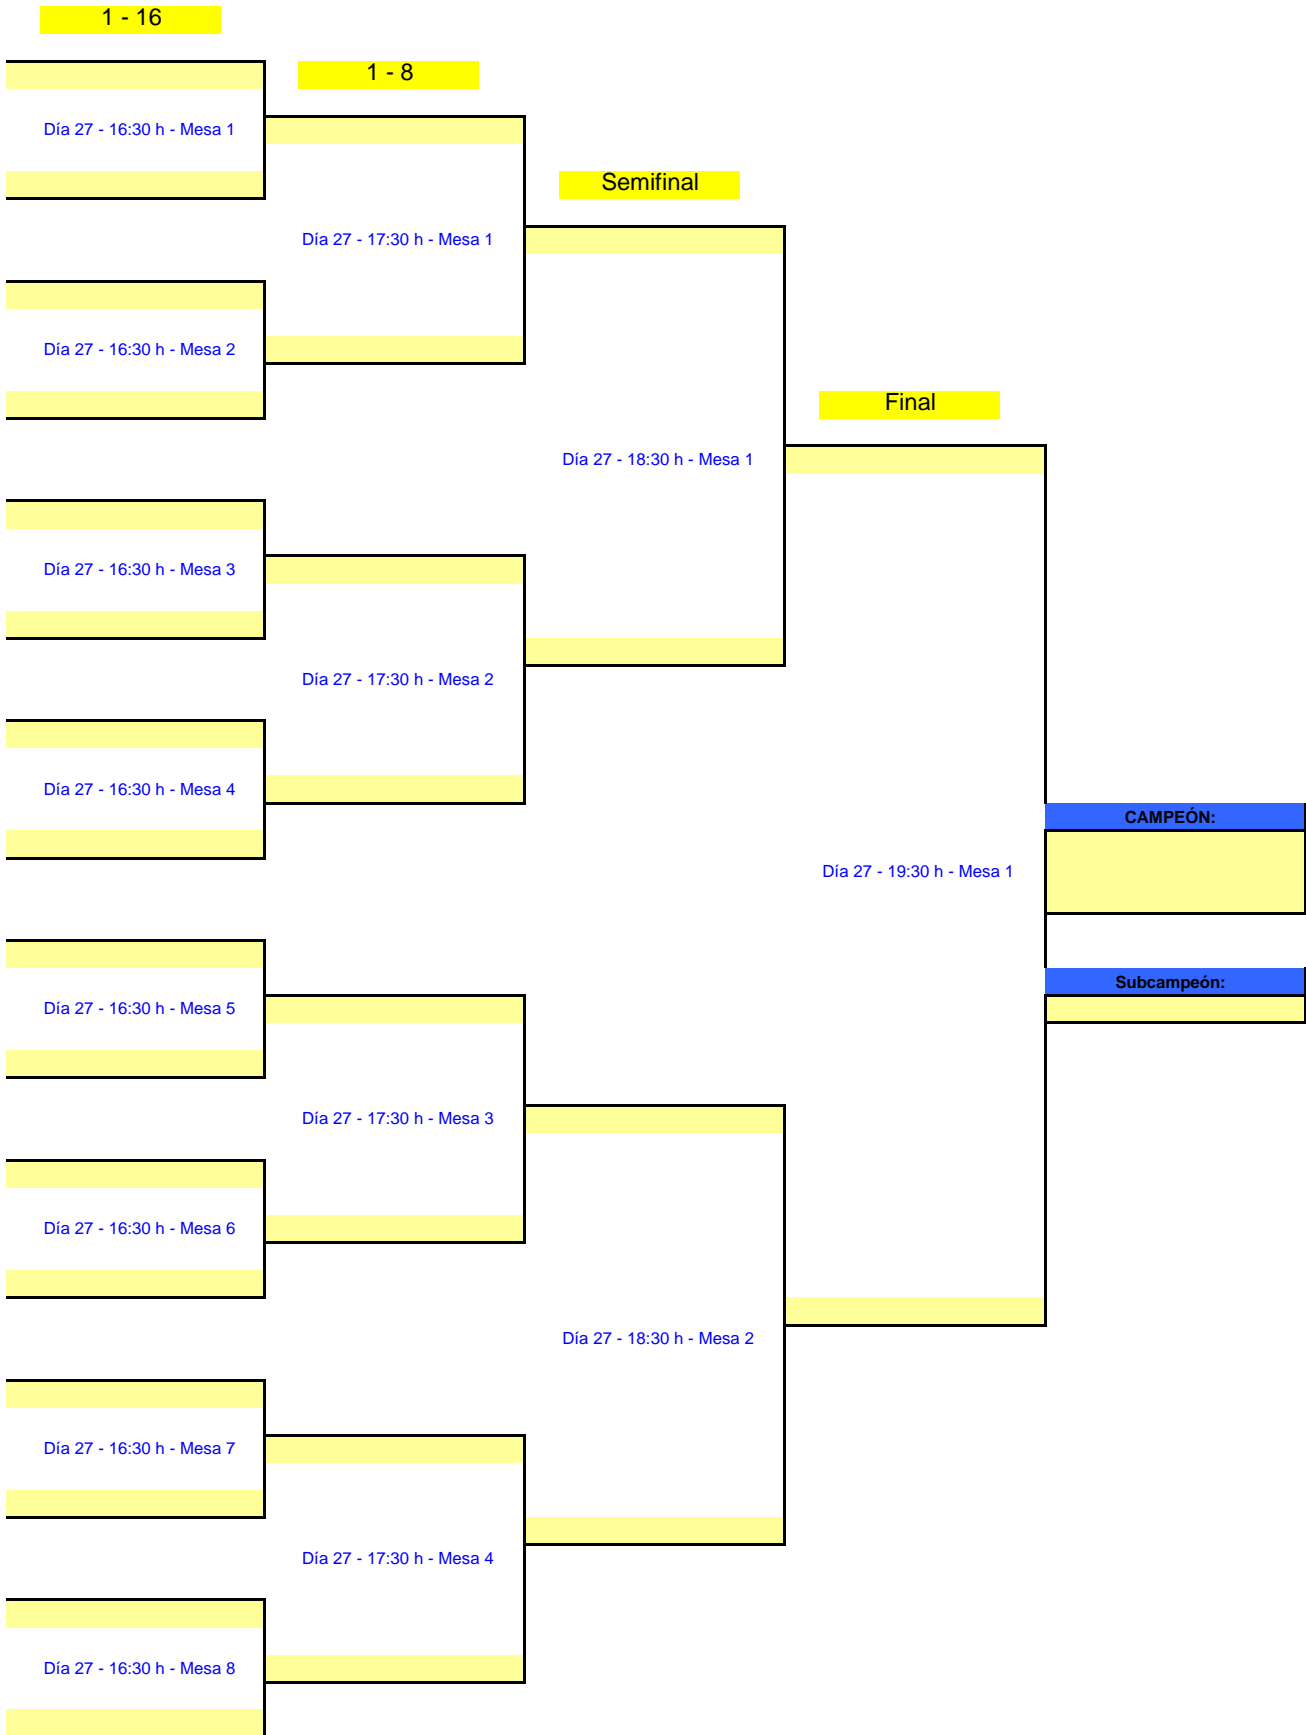 1 - 16
1 - 8
Día 27 - 16:30 h - Mesa 1
Semifinal
Día 27 - 17:30 h - Mesa 1
Día 27 - 16:30 h - Mesa 2
Final
Día 27 - 18:30 h - Mesa 1
Día 27 - 16:30 h - Mesa 3
Día 27 - 17:30 h - Mesa 2
Día 27 - 16:30 h - Mesa 4
CAMPEÓN:
Día 27 - 19:30 h - Mesa 1
Subcampeón:
Día 27 - 16:30 h - Mesa 5
Día 27 - 17:30 h - Mesa 3
Día 27 - 16:30 h - Mesa 6
Día 27 - 18:30 h - Mesa 2
Día 27 - 16:30 h - Mesa 7
Día 27 - 17:30 h - Mesa 4
Día 27 - 16:30 h - Mesa 8